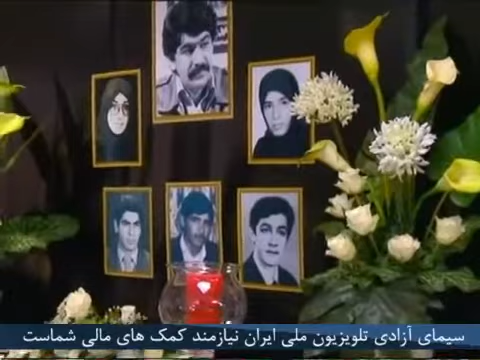 سیمای آزادی تلویزیون ملی ایران نیازمند کمک های مالی شماست